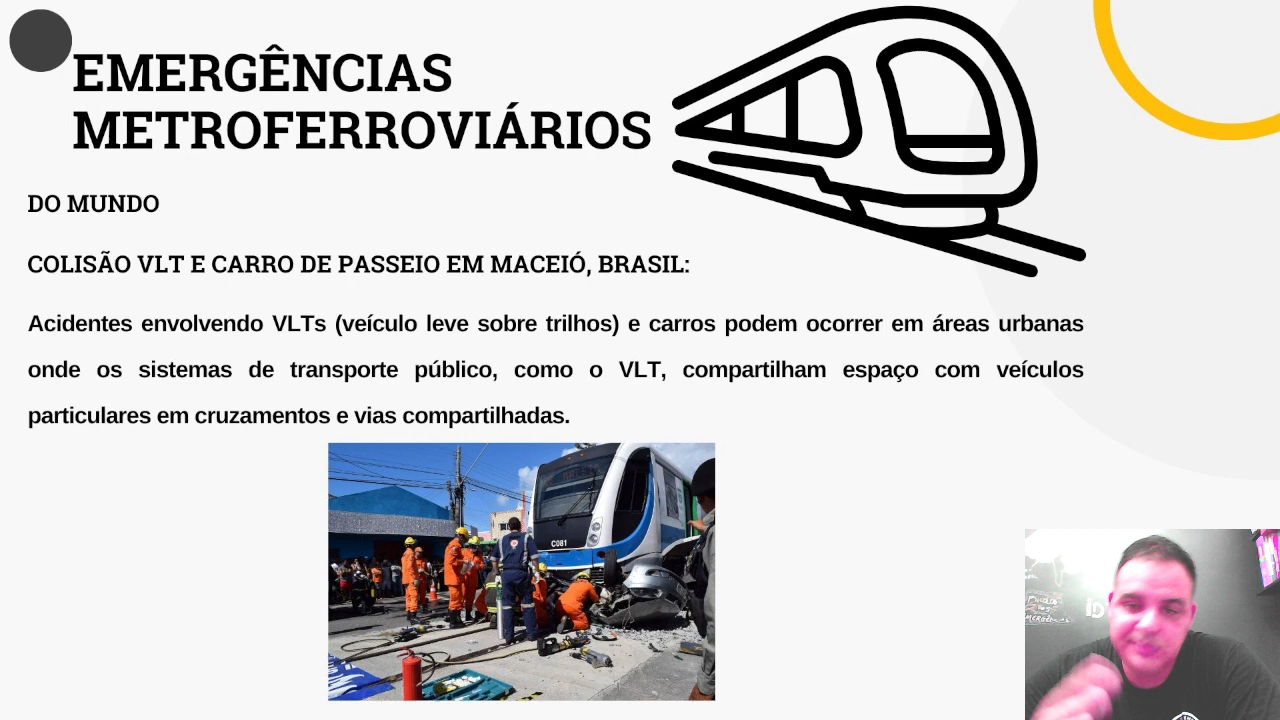 EMERGÊNCIAS
METROFERROVIÁRIOS
DO MUNDO
COLISÃO VLT E CARRO DE PASSEIO EM MACEIÓ, BRASIL:
Acidentes envolvendo VLTs (veículo leve sobre trilhos) e carros podem ocorrer em áreas urbanas
onde os sistemas de transporte público, como o VLT, compartilham espaço com veículos
particulares em cruzamentos e vias compartilhadas.
C081